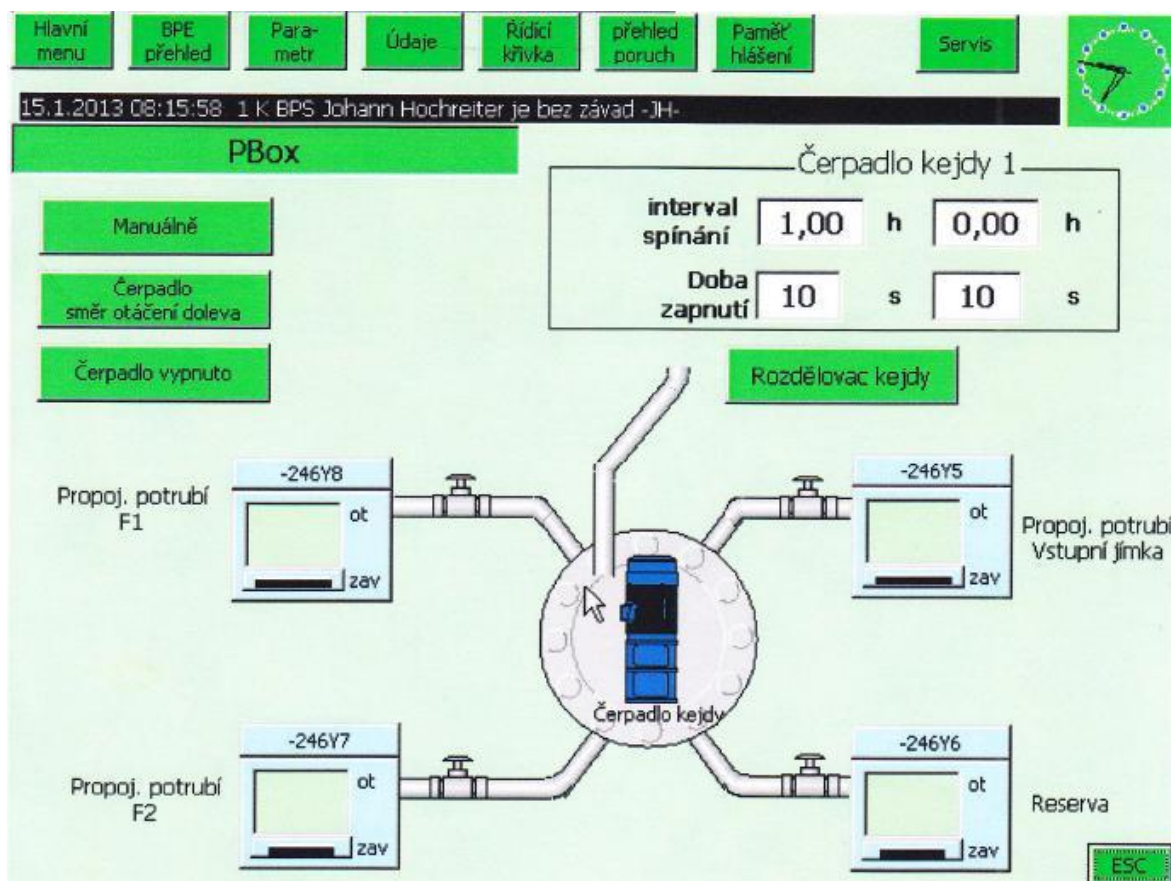 Hlavní
menu
BPE
přehled
Para-
metr
Údaje
Řídicí
křivka
přehled
poruch
Paměť
hlášení
Servis
15.1.2013 08:15:58 1 K BPS Johann Hochreiter je bez závad -JH-
PBox
Čerpadlo kejdy 1
interval
spínání
1,00 h 0,00 h
Doba
zapnutí
10 s 10 s
Manuálně
Čerpadlo
směr otáčení doleva
Čerpadlo vypnuto
Rozdělovac kejdy
Propoj. potrubí
F1
-246Y8
ot
zav
-246Y5
ot
zav
Propoj. potrubí
Vstupní jímka
Čerpadlo kejdy
Propoj. potrubí
F2
-246Y7
ot
zav
-246Y6
ot
zav
Reserva
ESC